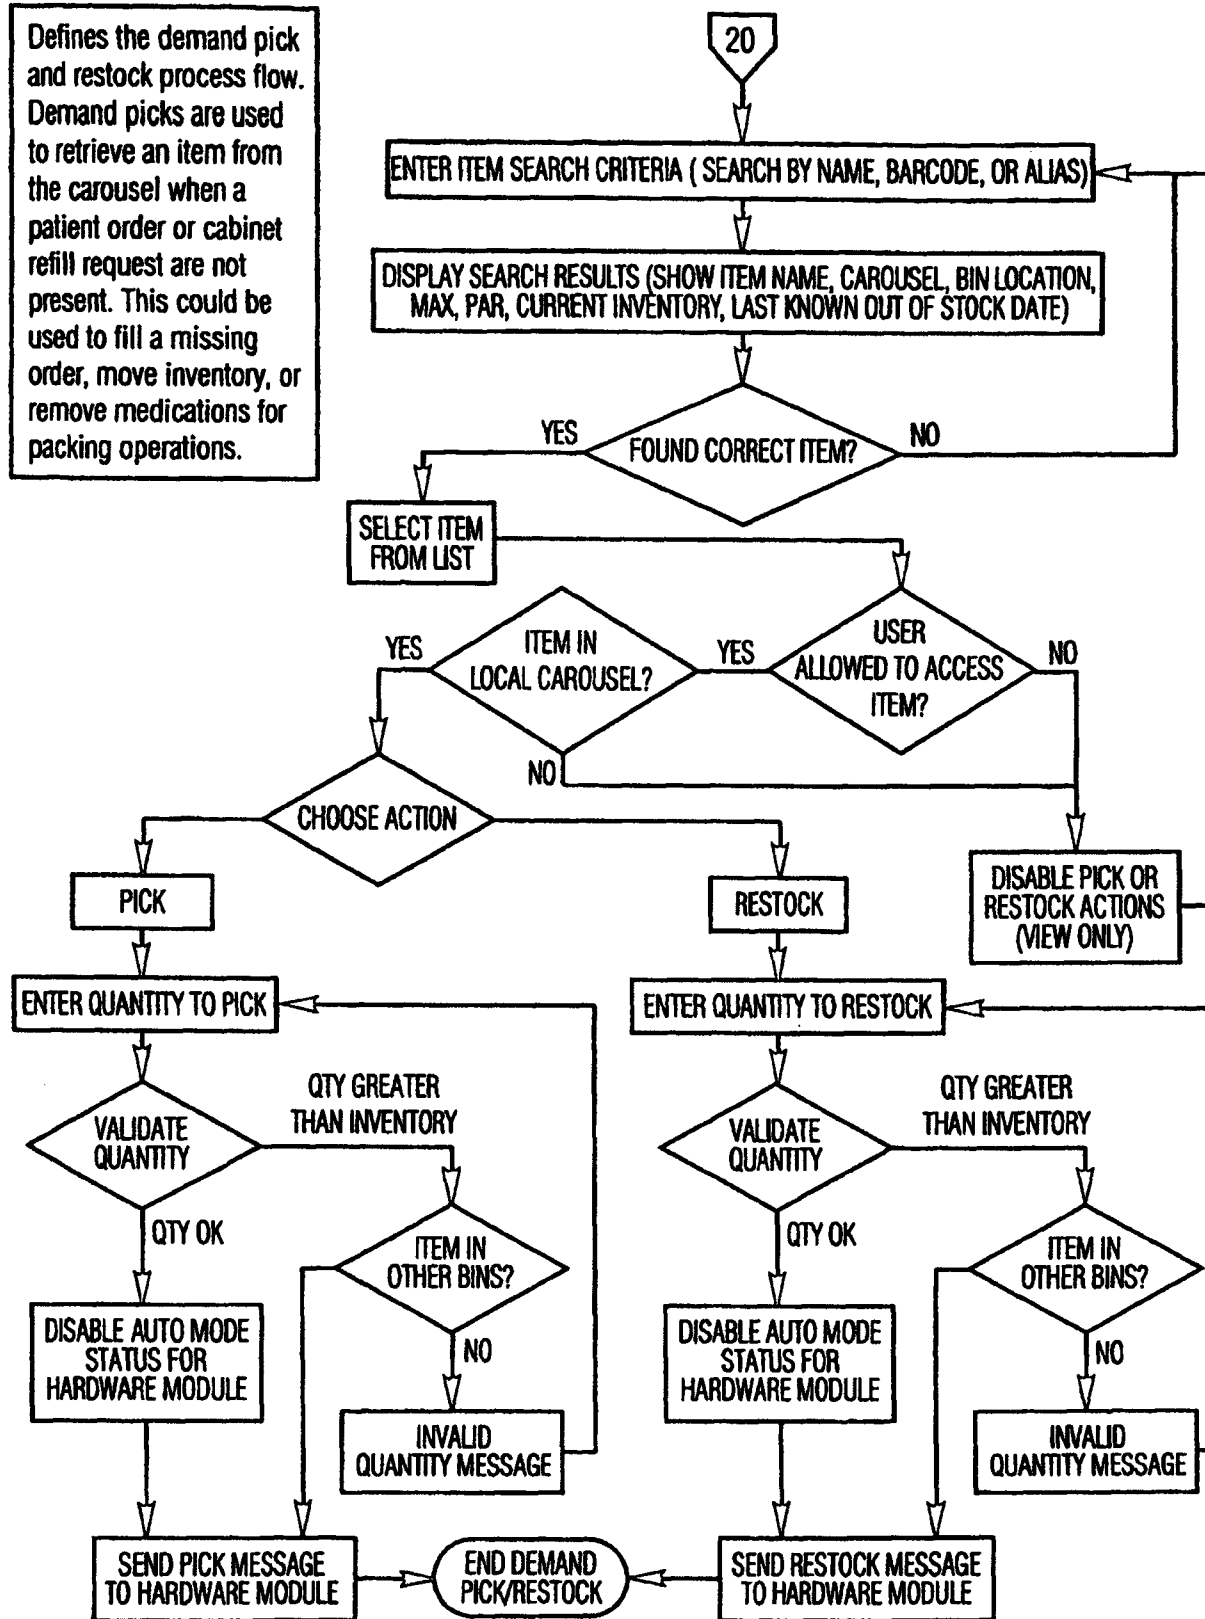 Defines the demand pick
and restock process flow.
Demand picks are used
to retrieve an item from
the carousel when a
patient order or cabinet
refill request are not
present. This could be
used to fill a missing
order, move inventory, or
remove medications for
packing operations.
20
ENTER ITEM SEARCH CRITERIA ( SEARCH BY NAME, BARCODE, OR ALIAS)
DISPLAY SEARCH RESULTS (SHOW ITEM NAME, CAROUSEL, BIN LOCATION,
MAX, PAR, CURRENT INVENTORY, LAST KNOWN OUT OF STOCK DATE)
YES
FOUND CORRECT ITEM?
NO
SELECT ITEM
FROM LIST
YES
ITEM IN
LOCAL CAROUSEL?
YES
USER
ALLOWED TO ACCESS
ITEM?
NO
NO
CHOOSE ACTION
PICK
RESTOCK
DISABLE PICK OR
RESTOCK ACTIONS
(VIEW ONLY)
ENTER QUANTITY TO PICK
ENTER QUANTITY TO RESTOCK
VALIDATE
QUANTITY
QTY GREATER
THAN INVENTORY
VALIDATE
QUANTITY
QTY GREATER
THAN INVENTORY
QTY OK
ITEM IN
OTHER BINS?
QTY OK
ITEM IN
OTHER BINS?
DISABLE AUTO MODE
STATUS FOR
HARDWARE MODULE
NO
DISABLE AUTO MODE
STATUS FOR
HARDWARE MODULE
NO
INVALID
QUANTITY MESSAGE
INVALID
QUANTITY MESSAGE
SEND PICK MESSAGE
TO HARDWARE MODULE
END DEMAND
PICK/RESTOCK
SEND RESTOCK MESSAGE
TO HARDWARE MODULE